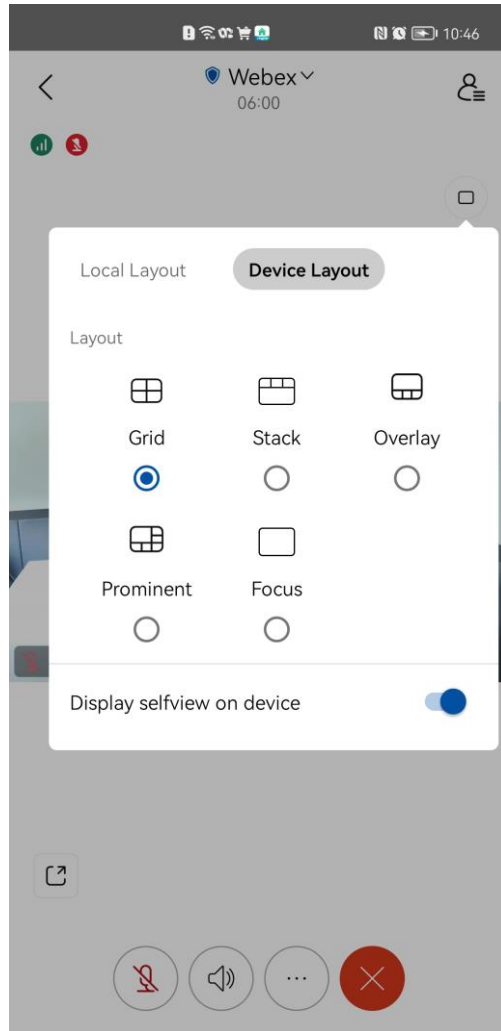 10:46
Webex
06:00
Local Layout Device Layout
Layout
Grid Stack Overlay
Prominent Focus
Display selfview on device